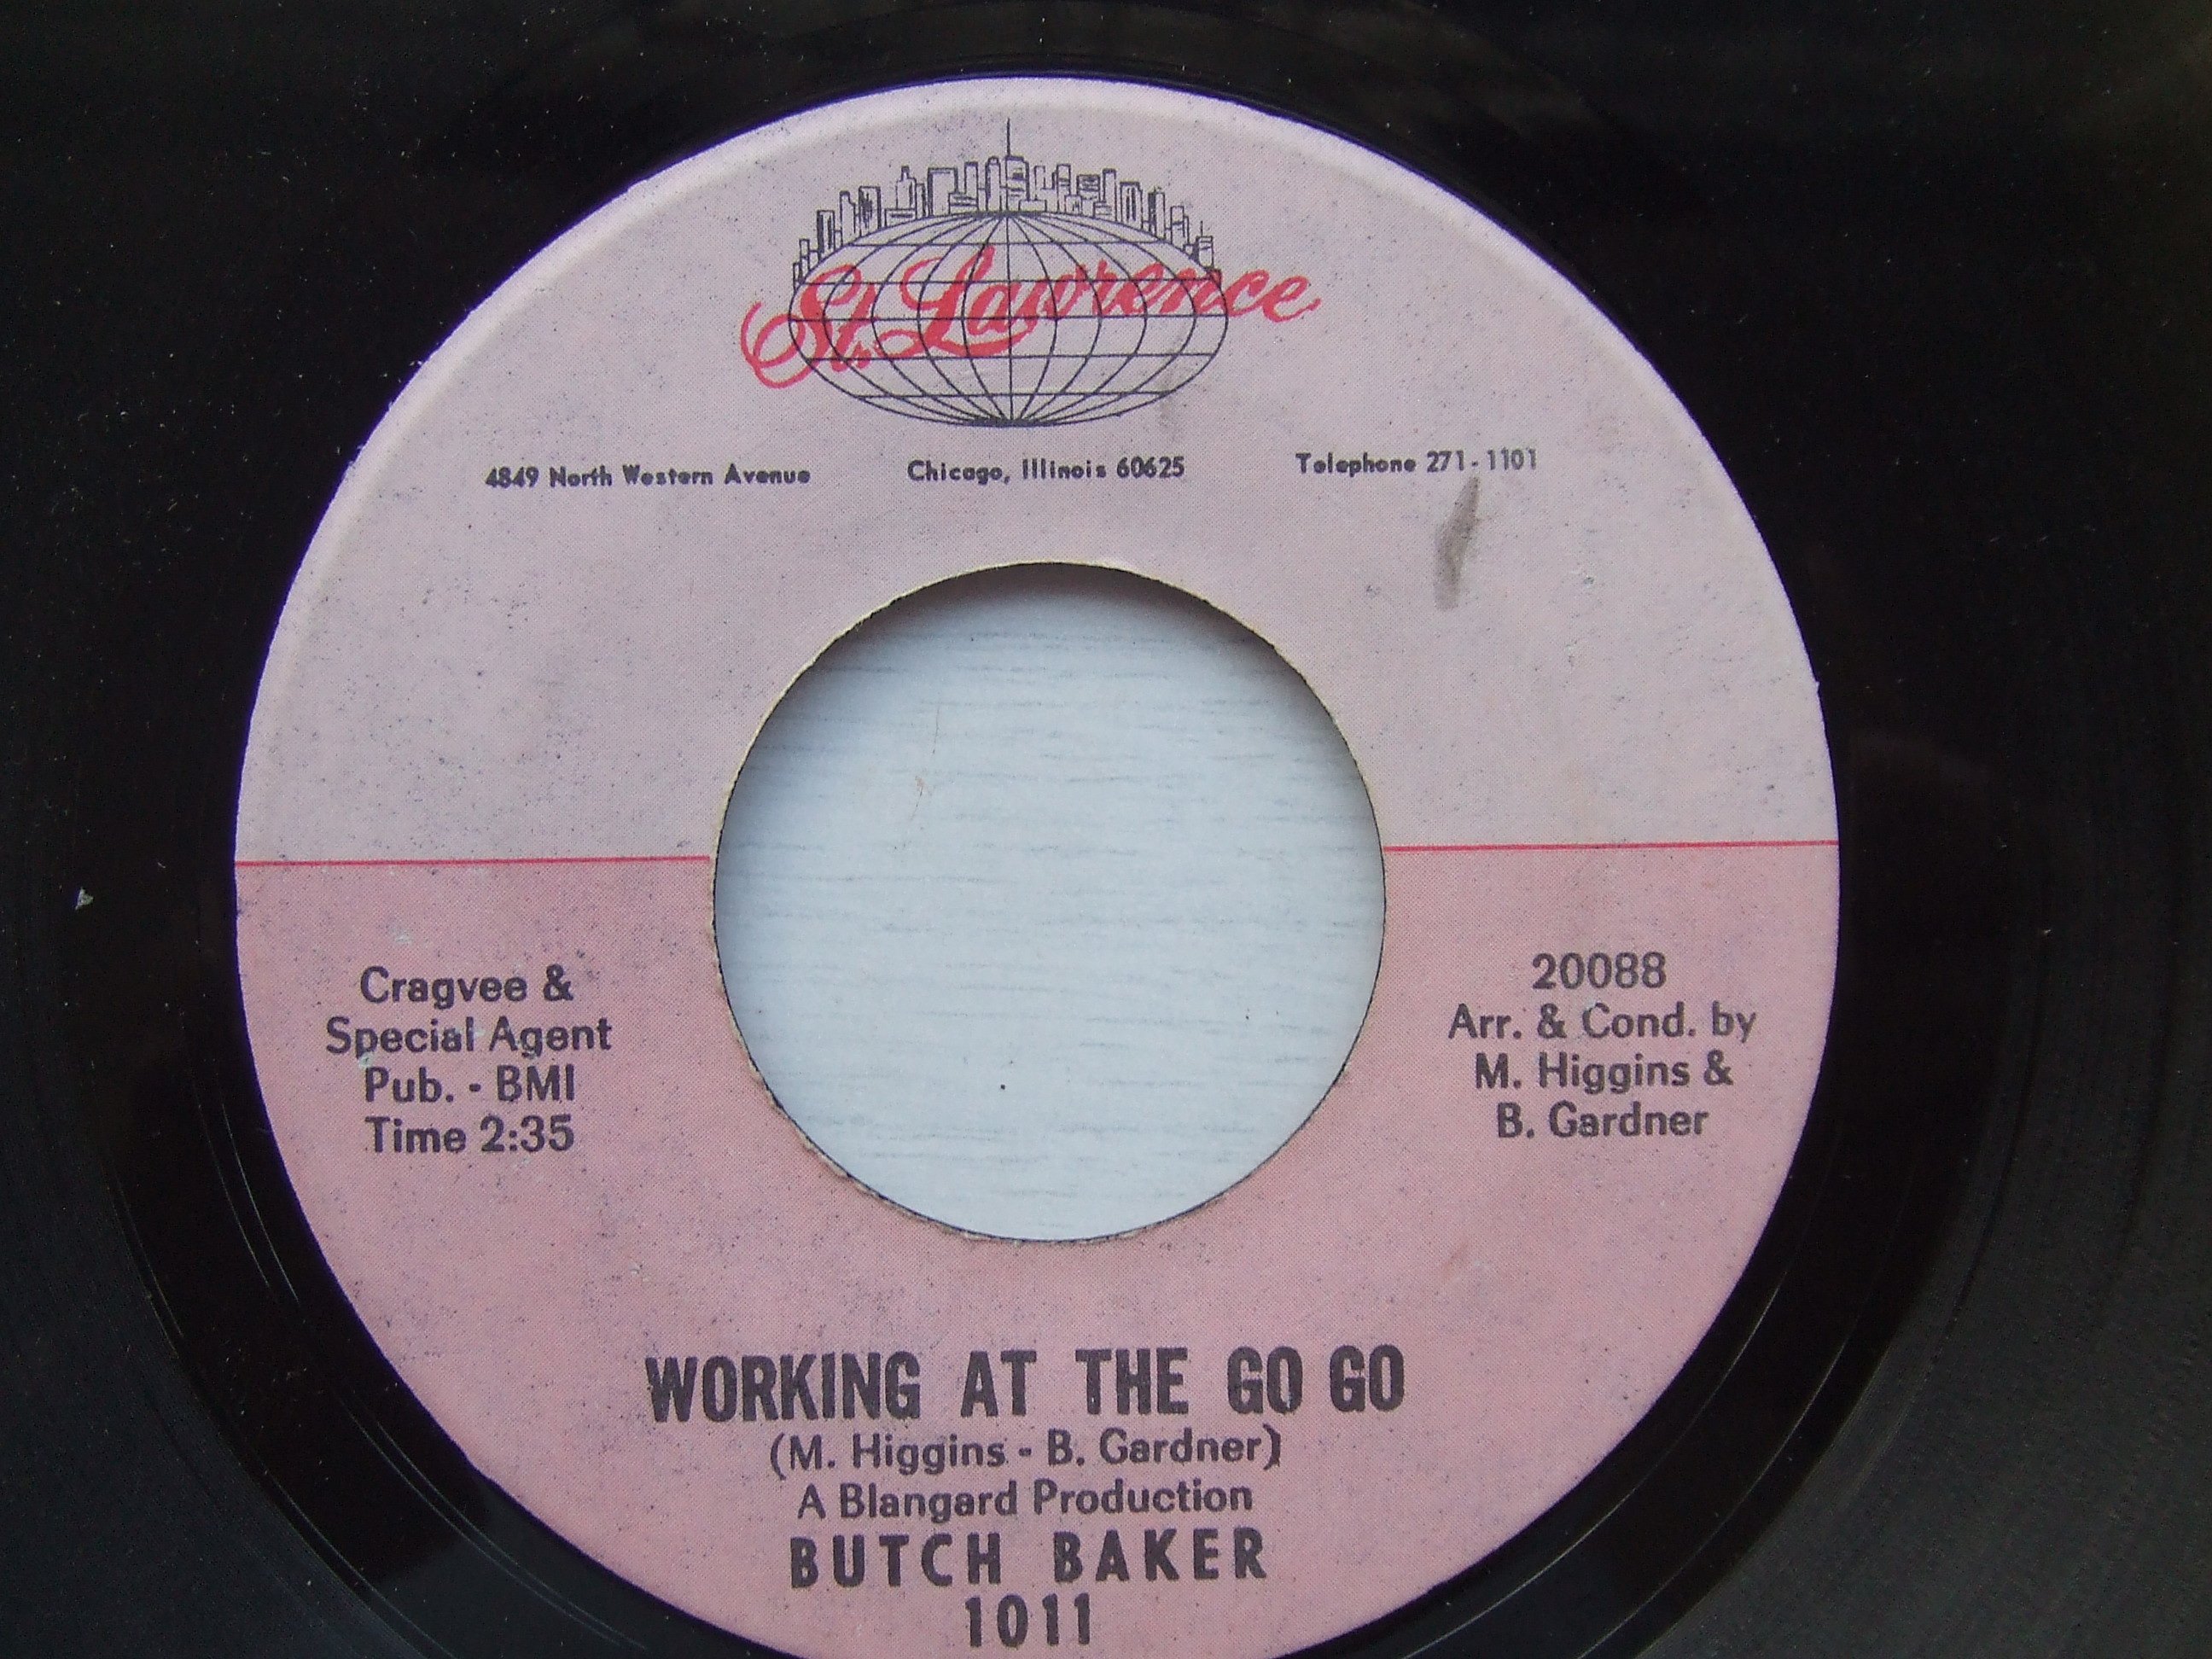 St. Lawrence
4849 North Western Avenue Chicago, Illinois 60625 Telephone 271-1101
Cragvee &
Special Agent
Pub. - BMI
Time 2:35
20088
Arr. & Cond. by
M. Higgins &
B. Gardner
WORKING AT THE GO GO
(M. Higgins - B. Gardner)
A Blangard Production
BUTCH BAKER
1011